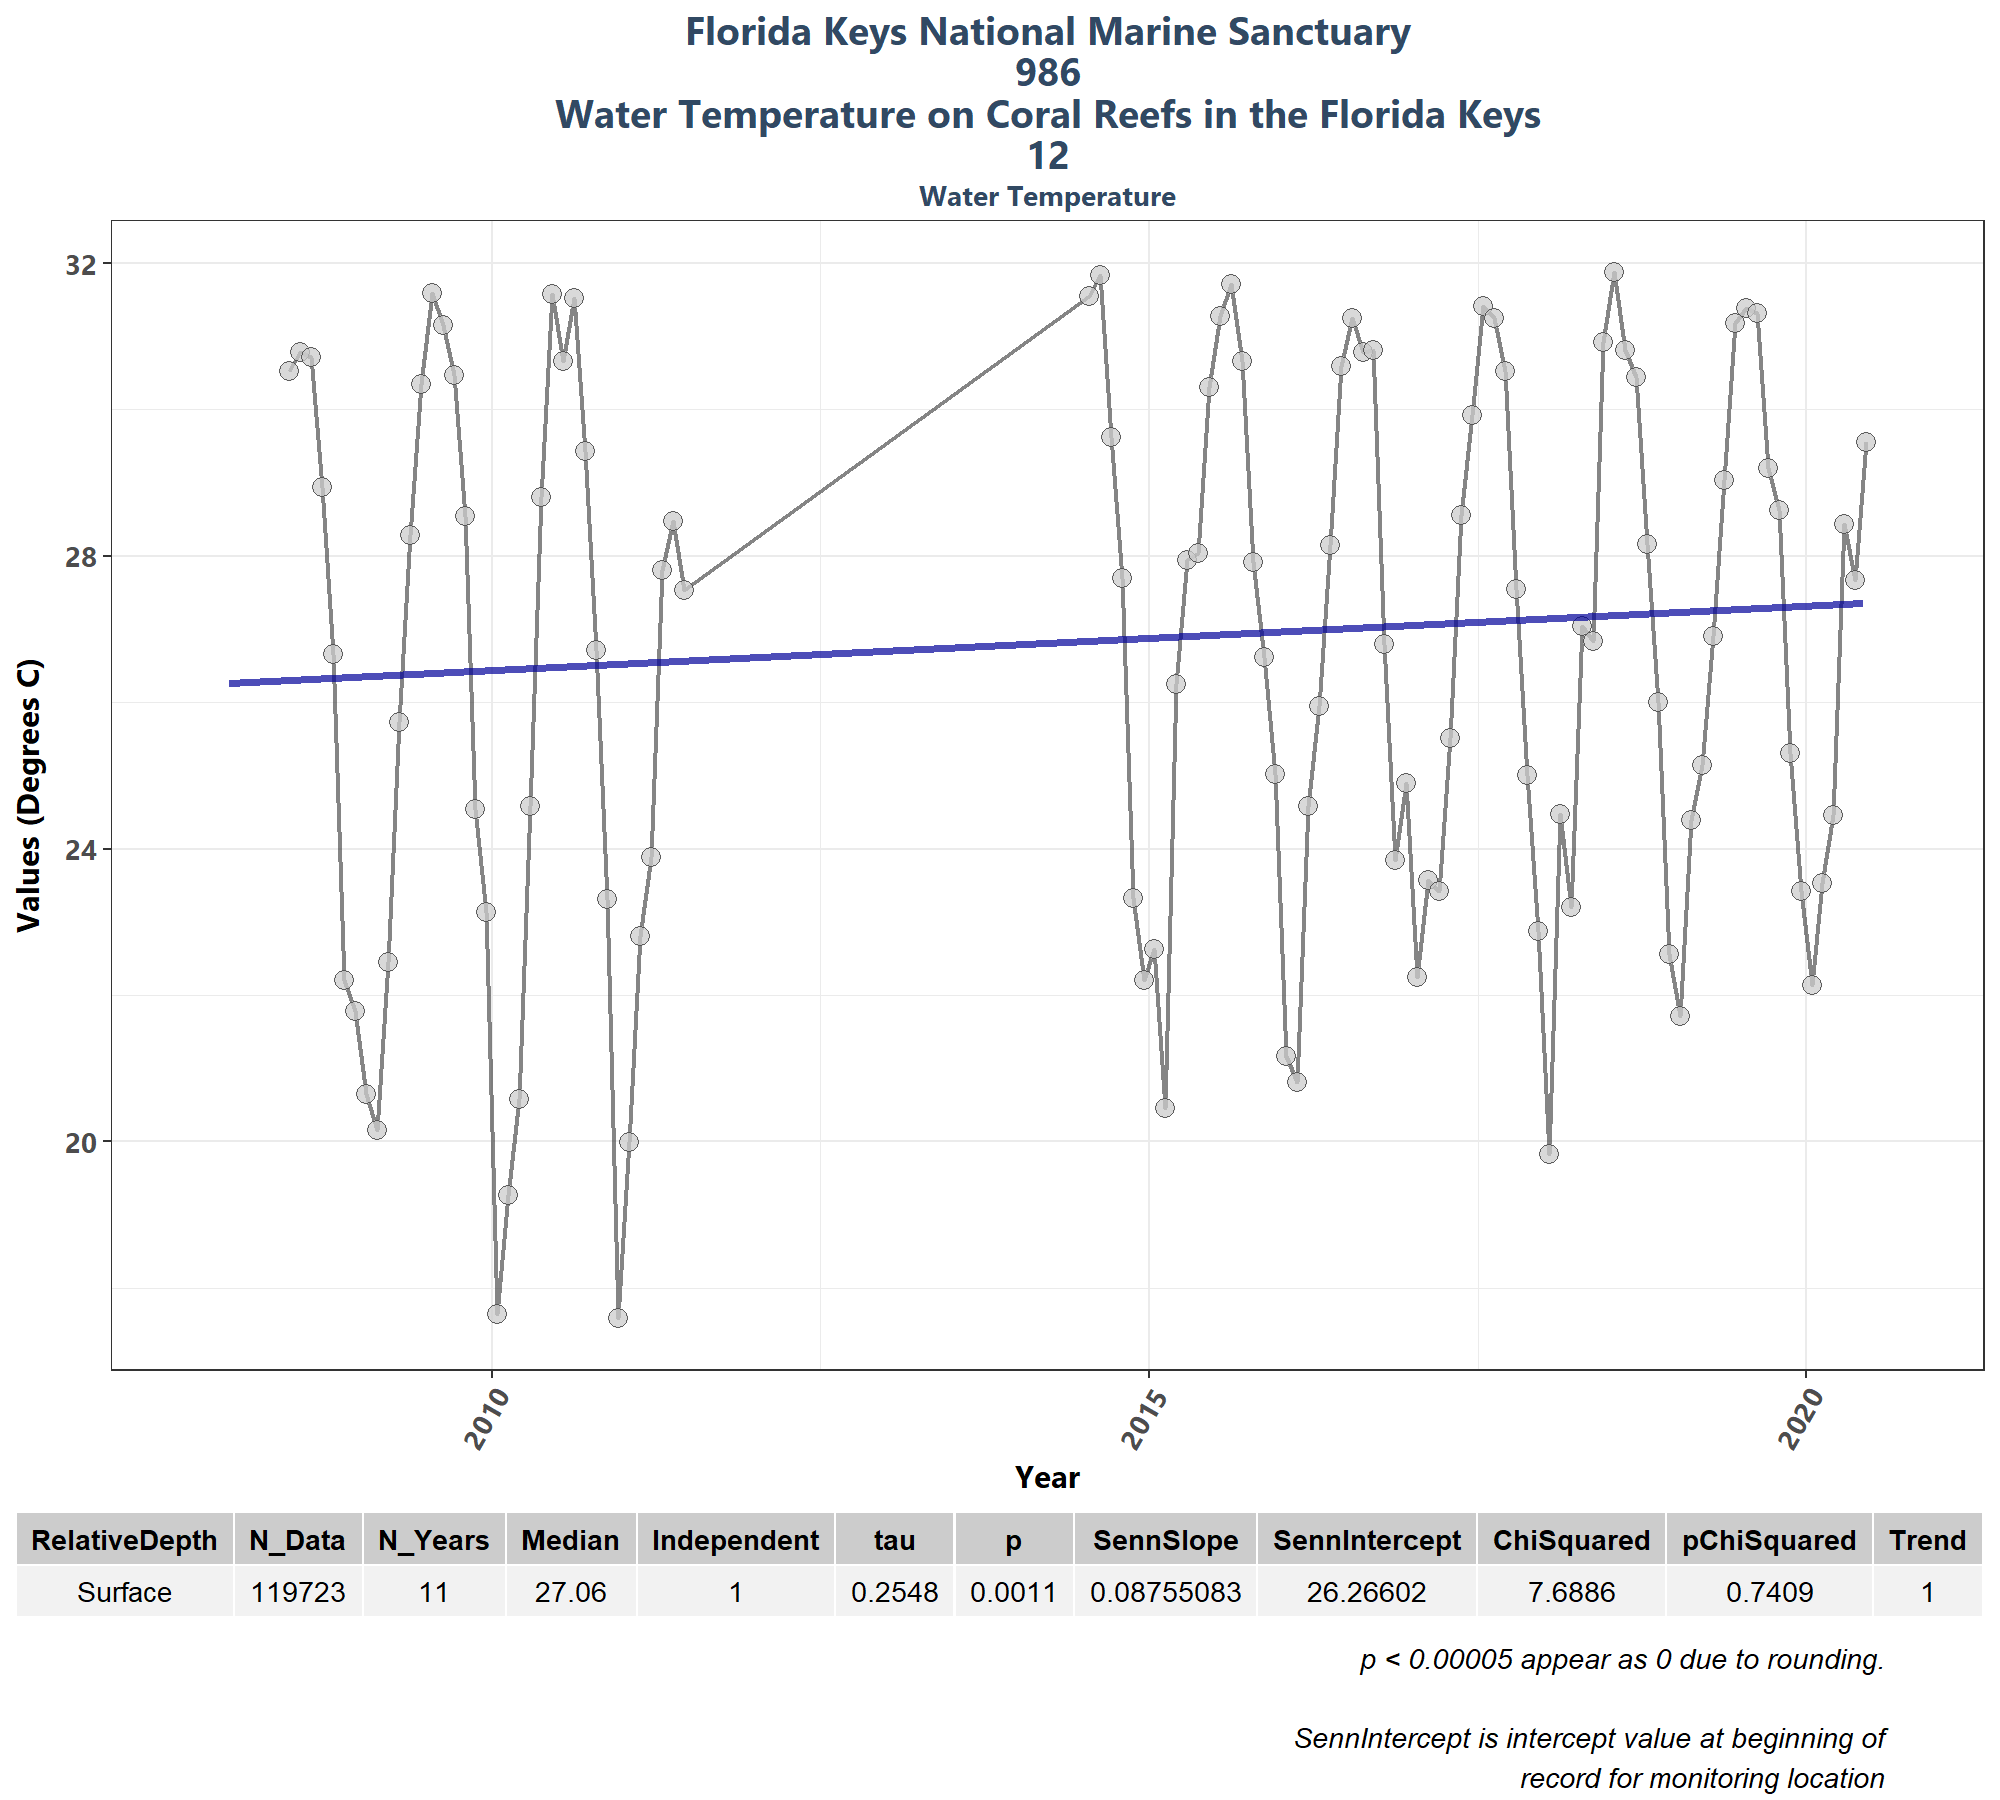 Florida Keys National Marine Sanctuary
986
Water Temperature on Coral Reefs in the Florida Keys
12
Water Temperature
32
28
24
20
Values (Degrees C)
2010
2015
2020
Year
RelativeDepth N_Data N_Years Median Independent tau p SennSlope SennIntercept ChiSquared pChiSquared Trend
Surface 119723 11 27.06 1 0.2548 0.0011 0.08755083 26.26602 7.6886 0.7409 1
p < 0.00005 appear as 0 due to rounding.
SennIntercept is intercept value at beginning of
record for monitoring location